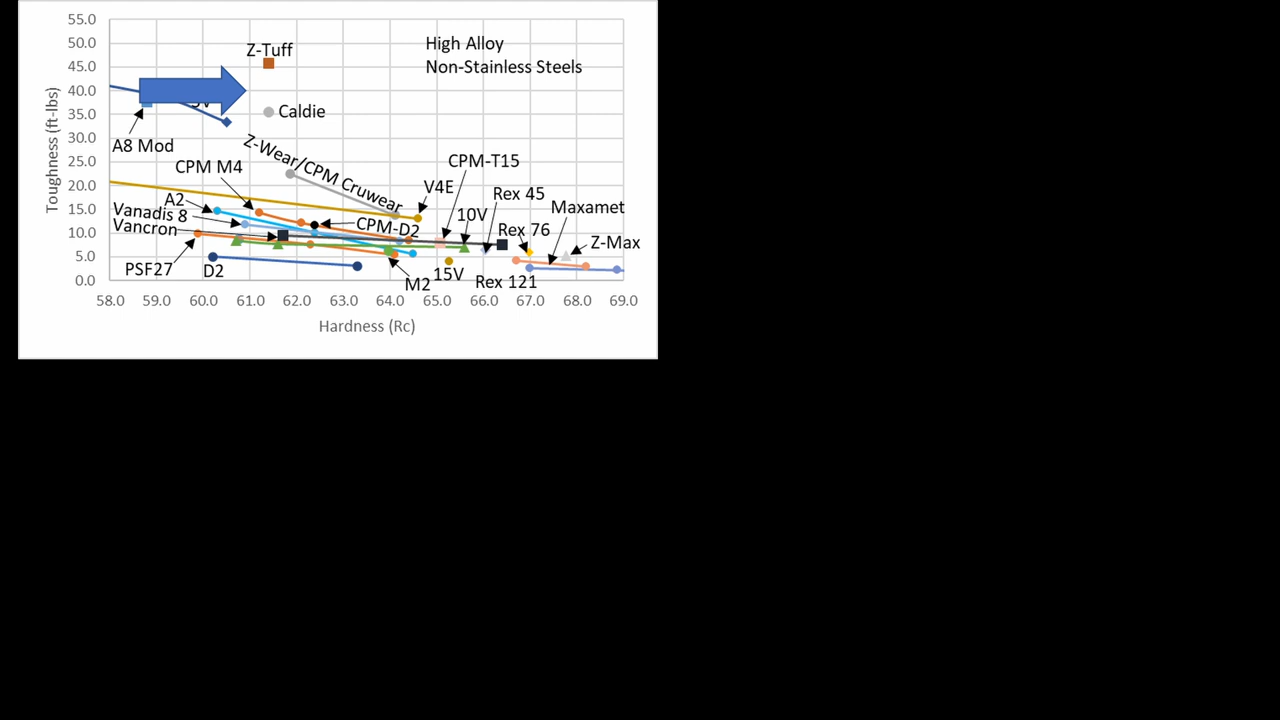 55.0
50.0
45.0
40.0
35.0
30.0
25.0
20.0
15.0
10.0
5.0
0.0
Toughness (ft-lbs)
Z-Tuff
High Alloy
Non-Stainless Steels
Caldie
A8 Mod
Z-Wear/CPM Cruwear
CPM M4
CPM-T15
V4E
A2
Rex 45
Maxamet
Vanadis 8
10V
Vancron
CPM-D2
Rex 76
Z-Max
PSF27
D2
M2
15V
Rex 121
58.0 59.0 60.0 61.0 62.0 63.0 64.0 65.0 66.0 67.0 68.0 69.0
Hardness (Rc)